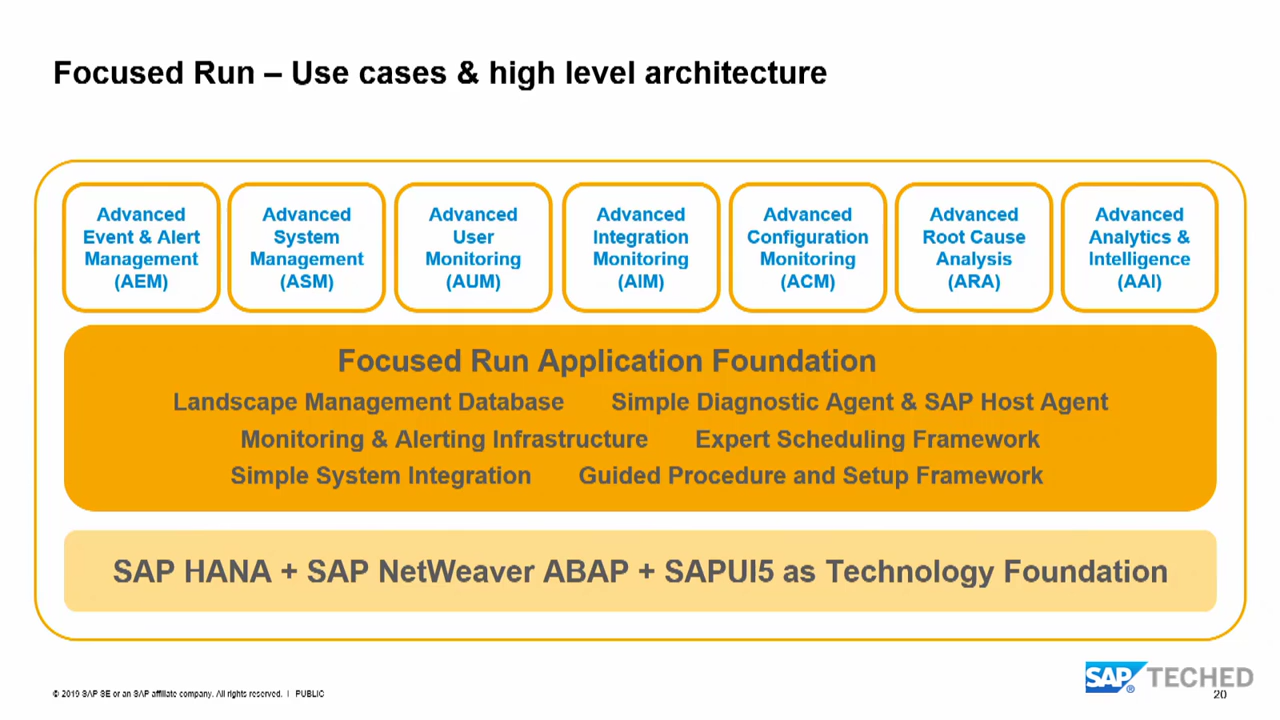 Focused Run – Use cases & high level architecture
Advanced
Event & Alert
Management
(AEM)
Advanced
System
Management
(ASM)
Advanced
User
Monitoring
(AUM)
Advanced
Integration
Monitoring
(AIM)
Advanced
Configuration
Monitoring
(ACM)
Advanced
Root Cause
Analysis
(ARA)
Advanced
Analytics &
Intelligence
(AAI)
Focused Run Application Foundation
Landscape Management Database Simple Diagnostic Agent & SAP Host Agent
Monitoring & Alerting Infrastructure Expert Scheduling Framework
Simple System Integration Guided Procedure and Setup Framework
SAP HANA + SAP NetWeaver ABAP + SAPUI5 as Technology Foundation
© 2019 SAP SE or an SAP affiliate company. All rights reserved. | PUBLIC
SAP® TECHED
20